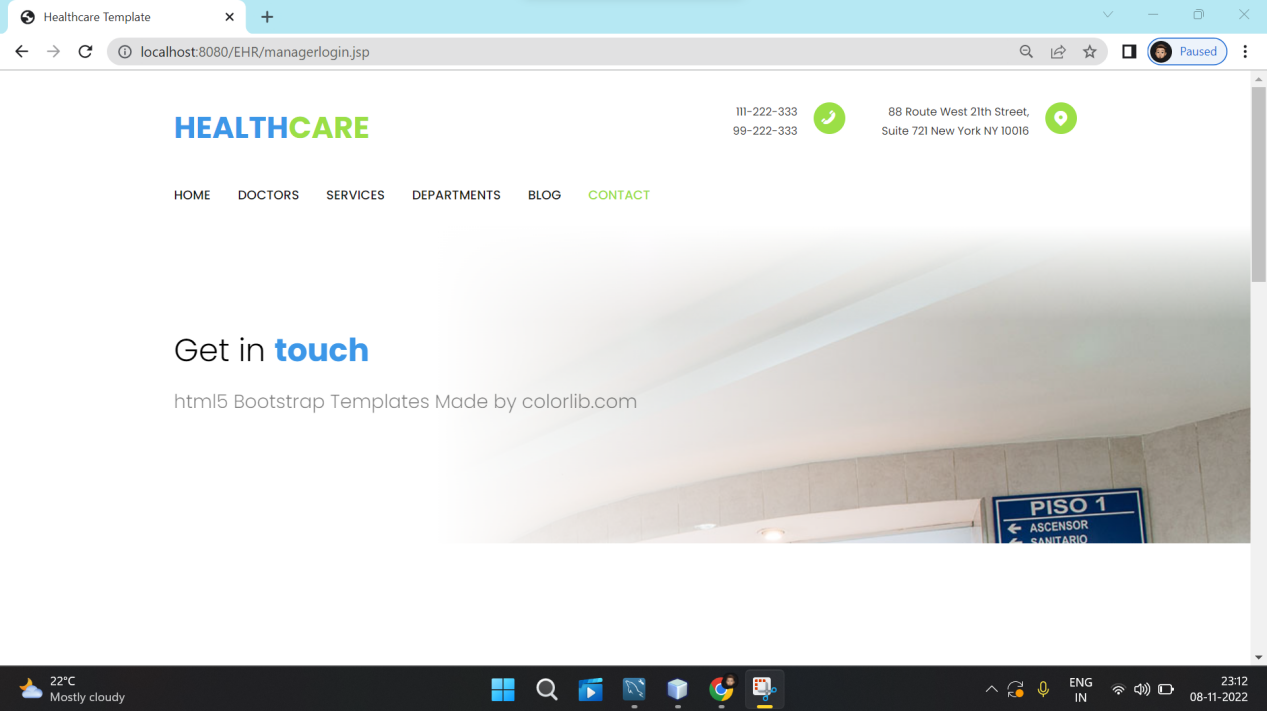 Healthcare Template
localhost:8080/EHR/managerlogin.jsp
Paused
HEALTHCARE
111-222-333
99-222-333
88 Route West 21th Street,
Suite 721 New York NY 10016
HOME DOCTORS SERVICES DEPARTMENTS BLOG CONTACT
Get in touch
html5 Bootstrap Templates Made by colorlib.com
PISO 1
ASCENSOR
SANITARIO
22°C
Mostly cloudy
ENG
IN
23:12
08-11-2022